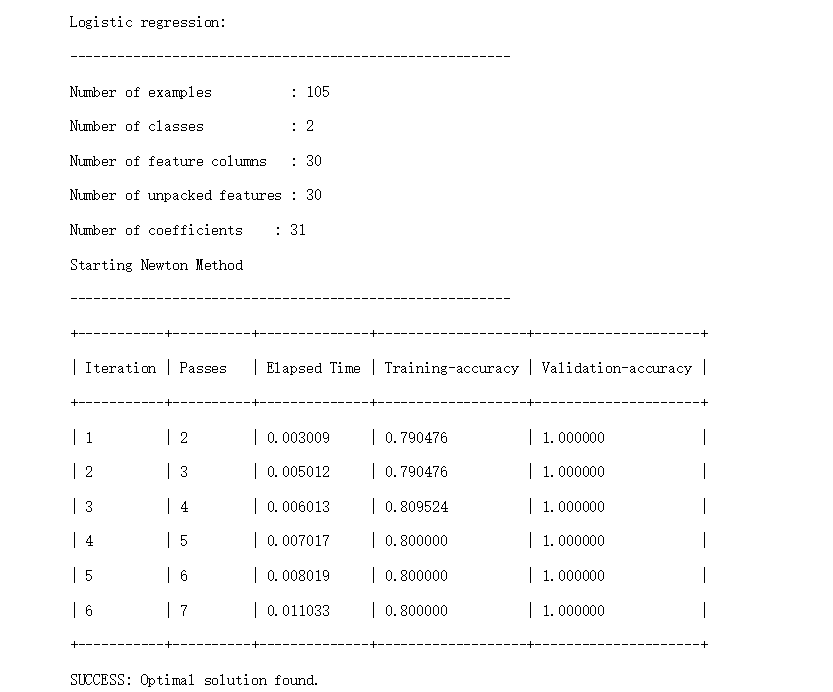 Logistic regression:
--------------------------------------------------------
Number of examples          : 105
Number of classes           : 2
Number of feature columns   : 30
Number of unpacked features : 30
Number of coefficients    : 31
Starting Newton Method
--------------------------------------------------------
+-----------+----------+--------------+-------------------+---------------------+
| Iteration | Passes   | Elapsed Time | Training-accuracy | Validation-accuracy |
+-----------+----------+--------------+-------------------+---------------------+
| 1         | 2        | 0.003009     | 0.790476          | 1.000000            |
| 2         | 3        | 0.005012     | 0.790476          | 1.000000            |
| 3         | 4        | 0.006013     | 0.809524          | 1.000000            |
| 4         | 5        | 0.007017     | 0.800000          | 1.000000            |
| 5         | 6        | 0.008019     | 0.800000          | 1.000000            |
| 6         | 7        | 0.011033     | 0.800000          | 1.000000            |
+-----------+----------+--------------+-------------------+---------------------+
SUCCESS: Optimal solution found.